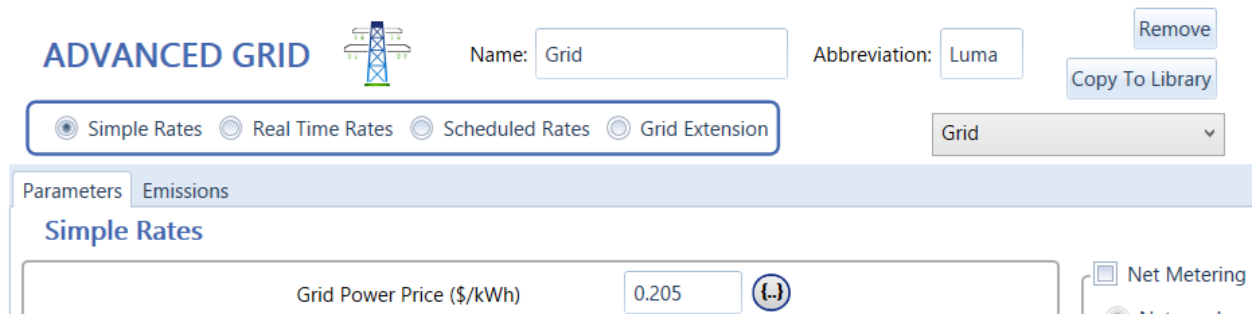 Remove
ADVANCED GRID Name: Grid Abbreviation: Luma
Copy To Library
Simple Rates Real Time Rates Scheduled Rates Grid Extension Grid
Parameters Emissions
Simple Rates
Net Metering
Grid Power Price ($/kWh) 0.205 {..}